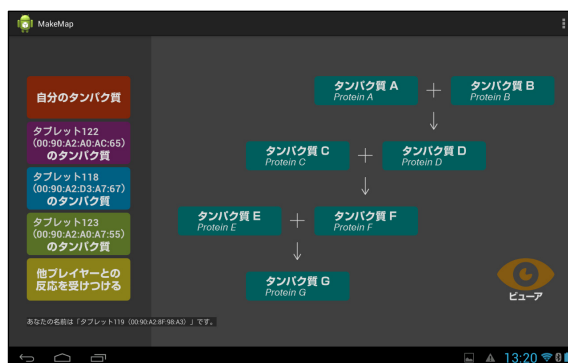 MakeMap
自分のタンパク質
タブレット122
(00:90:A2:A0:AC:65)
のタンパク質
タブレット118
(00:90:A2:D3:A7:67)
のタンパク質
タブレット123
(00:90:A2:A0:A7:55)
のタンパク質
他プレイヤーとの
反応を受けつける
あなたの名前は「タブレット119（00:90:A2:8F:98:A3）」です。
タンパク質 A
Protein A
+
タンパク質 B
Protein B
タンパク質 C
Protein C
+
タンパク質 D
Protein D
タンパク質 E
Protein E
+
タンパク質 F
Protein F
タンパク質 G
Protein G
ビューア
13:20